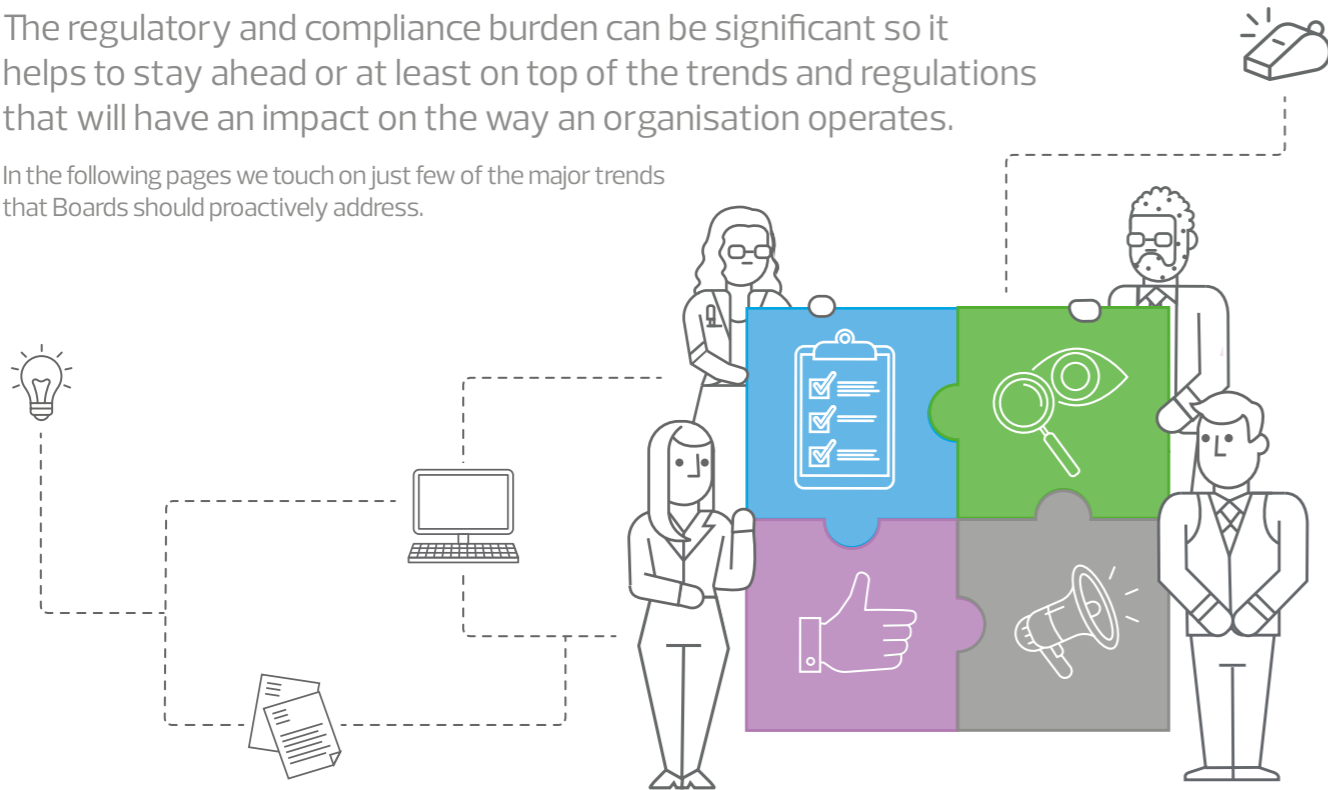 The regulatory and compliance burden can be significant so it
helps to stay ahead or at least on top of the trends and regulations
that will have an impact on the way an organisation operates.
In the following pages we touch on just few of the major trends
that Boards should proactively address.